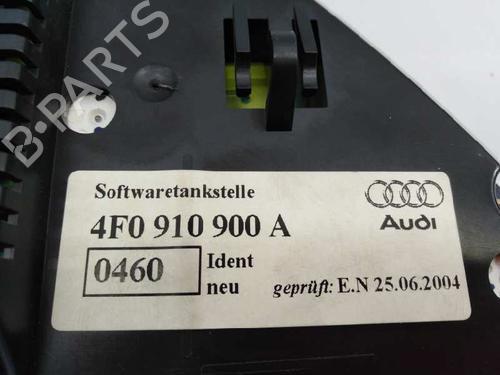 B-PARTS
Softwaretankstelle
4F0 910 900 A
Audi
0460
Ident
neu
geprüft: E.N 25.06.2004